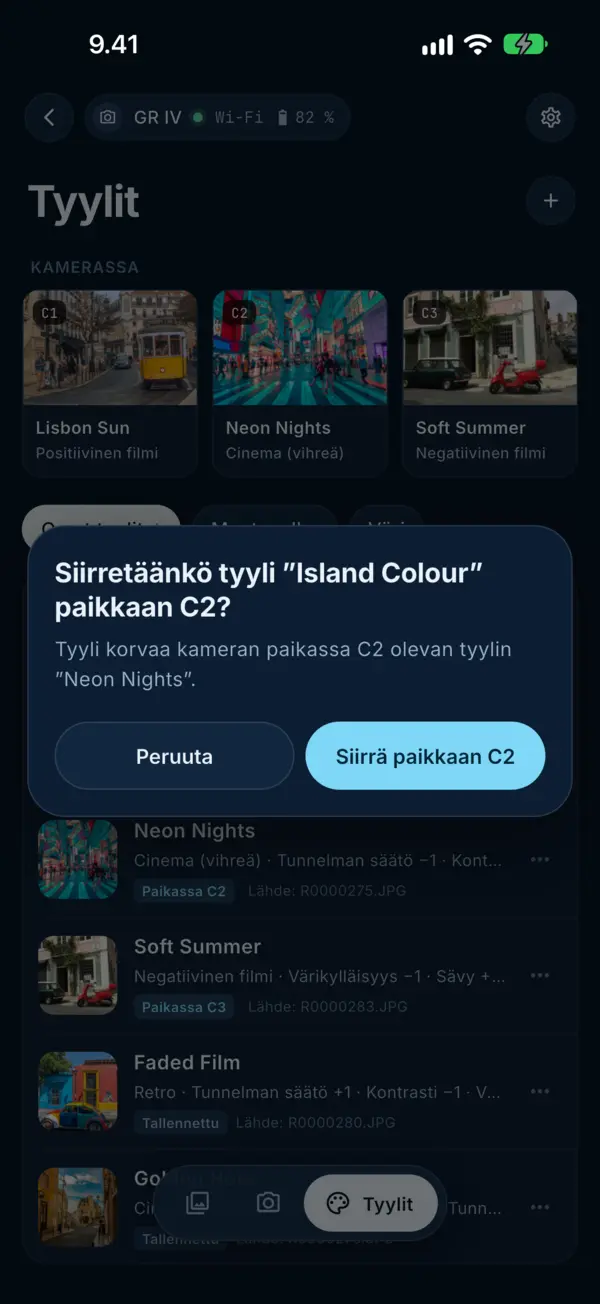 9.41
GR IV Wi-Fi 82 %
Tyylit
KAMERASSA
C1 C2 C3
Lisbon Sun Neon Nights Soft Summer
Positiivinen filmi Cinema (vihreä) Negatiivinen filmi
Siirretäänkö tyyli ”Island Colour”
paikkaan C2?
Tyyli korvaa kameran paikassa C2 olevan tyylin
”Neon Nights”.
Peruuta Siirrä paikkaan C2
Neon Nights
Cinema (vihreä) · Tunnelman säätö −1 · Kont…
Paikassa C2 Lähde: R0000275.JPG
Soft Summer
Negatiivinen filmi · Värikylläisyys −1 · Sävy +…
Paikassa C3 Lähde: R0000283.JPG
Faded Film
Retro · Tunnelman säätö +1 · Kontrasti −1 · V…
Tallennettu Lähde: R0000280.JPG
Tunn…
Tallennettu
Tyylit